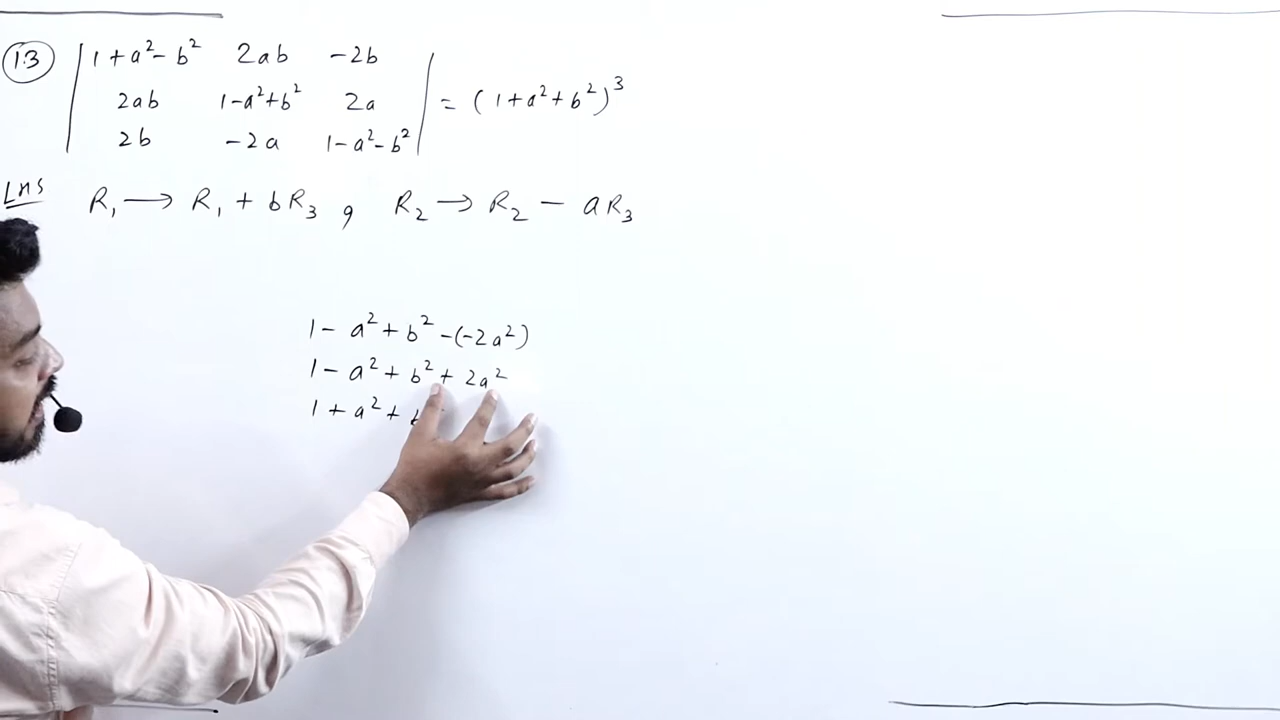 13
1+a²-b² 2ab -2b
2ab 1-a²+b² 2a = (1+a²+b²)³
2b -2a 1-a²-b²
LHS R₁ → R₁ + bR₃ , R₂ → R₂ - aR₃
1 - a² + b² -(-2a²)
1 - a² + b² + 2a²
1 + a² +